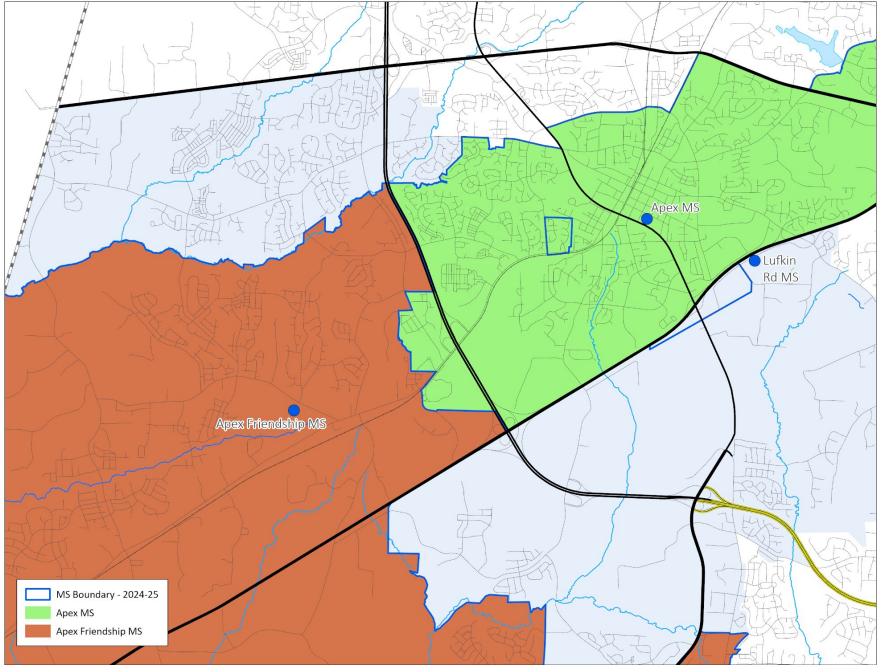 Apex MS
Lufkin
Rd MS
Apex Friendship MS
MS Boundary - 2024-25
Apex MS
Apex Friendship MS